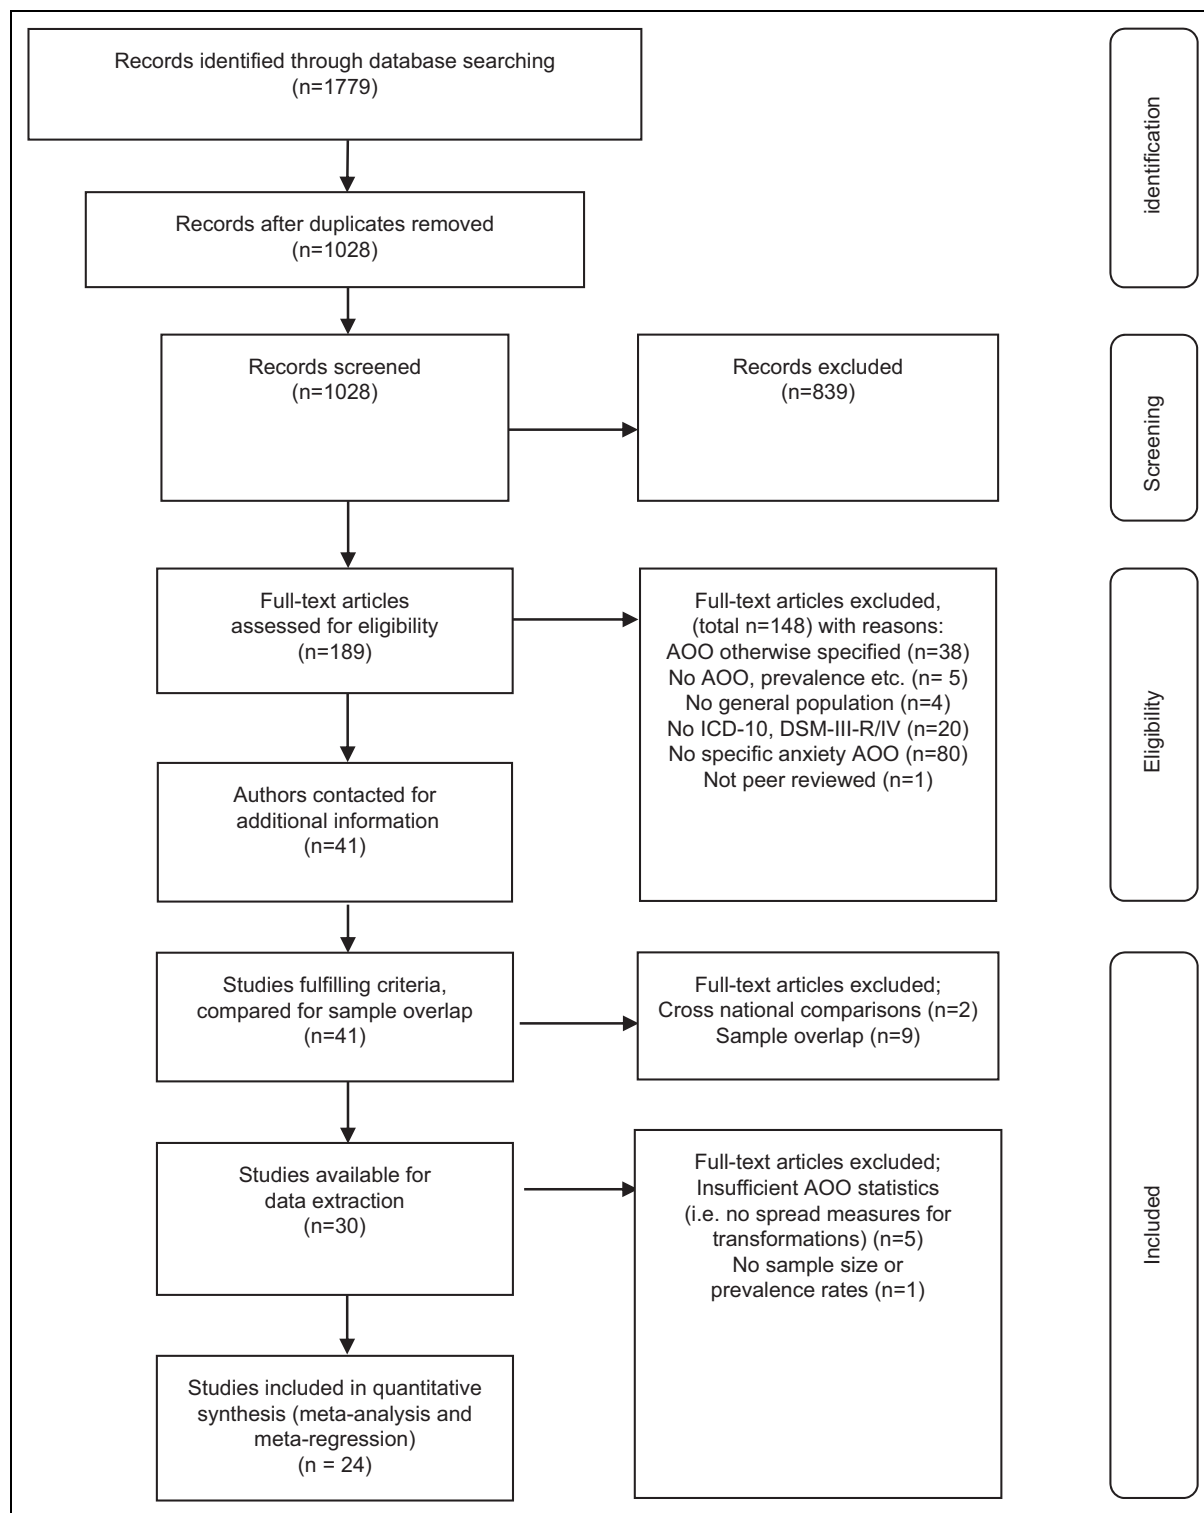 Records identified through database searching
(n=1779)
identification
Records after duplicates removed
(n=1028)
Records screened
(n=1028)
Records excluded
(n=839)
Screening
Full-text articles
assessed for eligibility
(n=189)
Full-text articles excluded,
(total n=148) with reasons:
AOO otherwise specified (n=38)
No AOO, prevalence etc. (n= 5)
No general population (n=4)
No ICD-10, DSM-III-R/IV (n=20)
No specific anxiety AOO (n=80)
Not peer reviewed (n=1)
Eligibility
Authors contacted for
additional information
(n=41)
Studies fulfilling criteria,
compared for sample overlap
(n=41)
Full-text articles excluded;
Cross national comparisons (n=2)
Sample overlap (n=9)
Studies available for
data extraction
(n=30)
Full-text articles excluded;
Insufficient AOO statistics
(i.e. no spread measures for
transformations) (n=5)
No sample size or
prevalence rates (n=1)
Included
Studies included in quantitative
synthesis (meta-analysis and
meta-regression)
(n = 24)